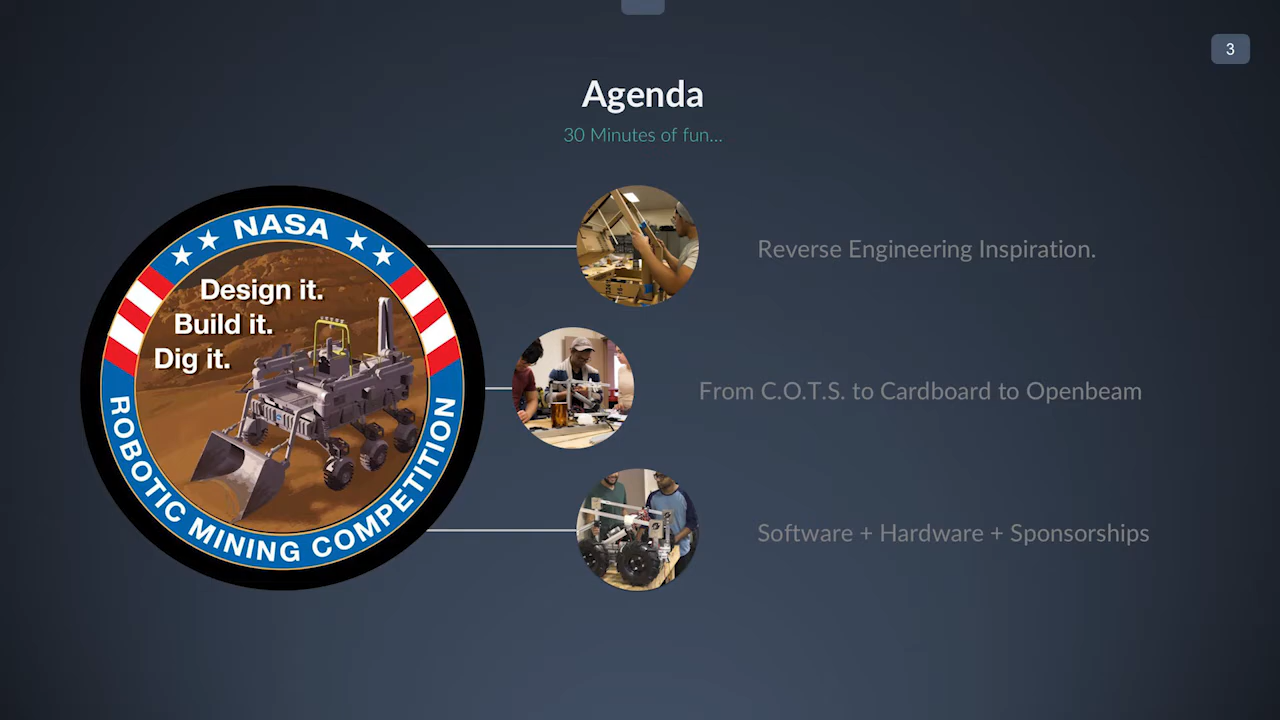 3
Agenda
30 Minutes of fun...
NASA
Design it.
Build it.
Dig it.
ROBOTIC MINING COMPETITION
Reverse Engineering Inspiration.
From C.O.T.S. to Cardboard to Openbeam
Software + Hardware + Sponsorships